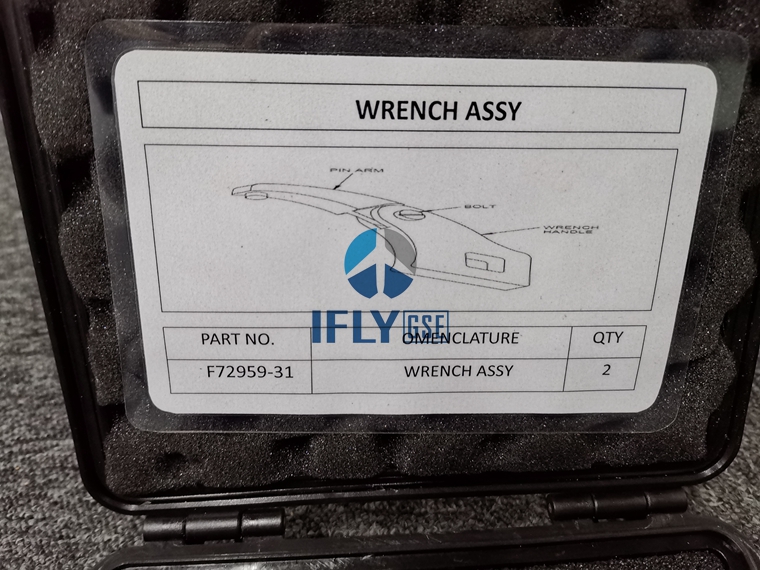 WRENCH ASSY
PIN ARM
BOLT
WRENCH
HANDLE
IFLY GSE
PART NO. OMENCLATURE QTY
F72959-31 WRENCH ASSY 2